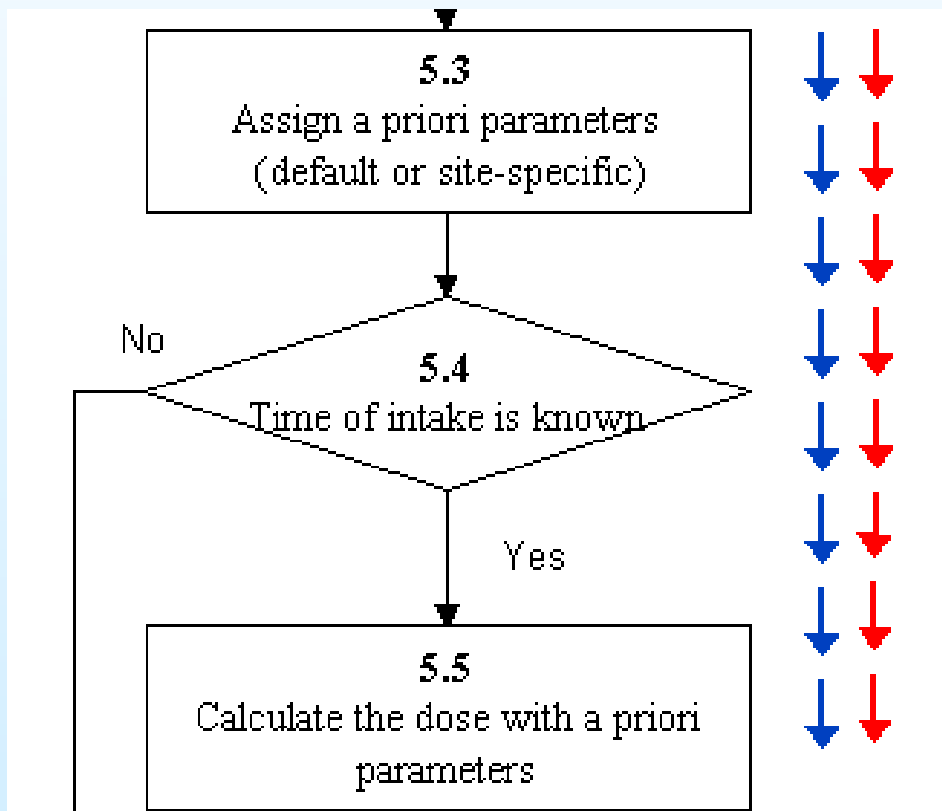 5.3
Assign a priori parameters
(default or site-specific)
No
5.4
Time of intake is known
Yes
5.5
Calculate the dose with a priori
parameters